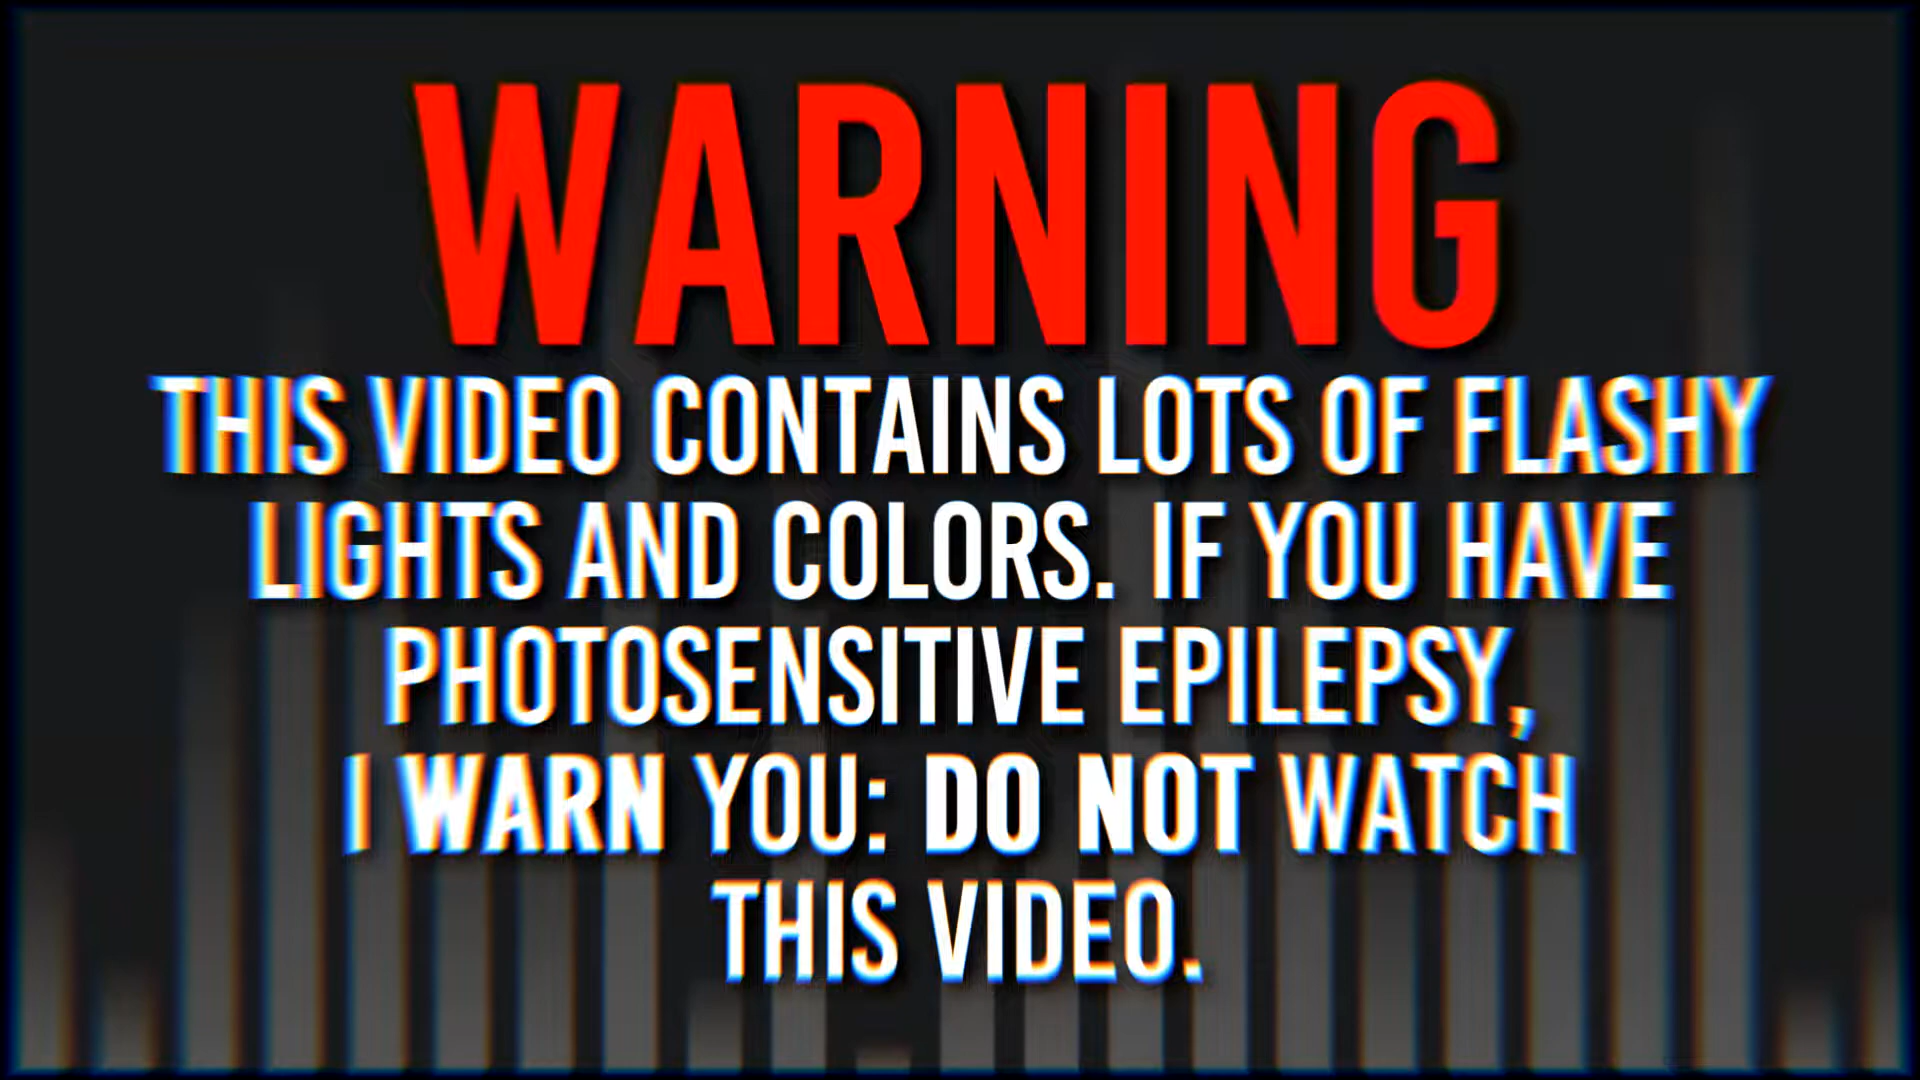 WARNING
THIS VIDEO CONTAINS LOTS OF FLASHY
LIGHTS AND COLORS. IF YOU HAVE
PHOTOSENSITIVE EPILEPSY,
I WARN YOU: DO NOT WATCH
THIS VIDEO.